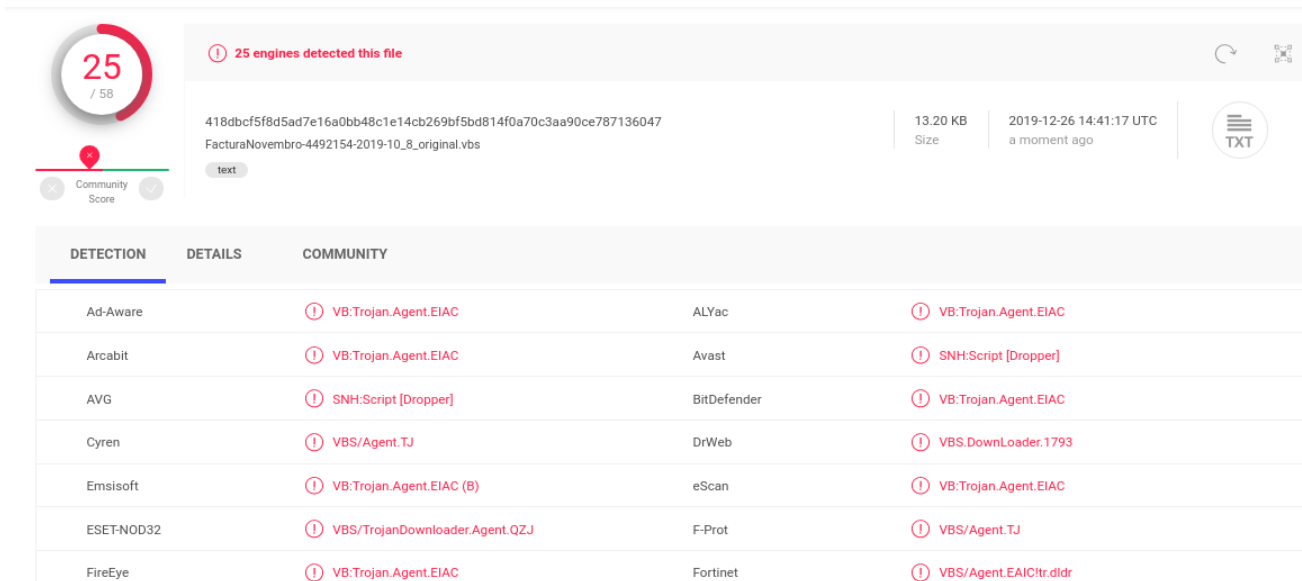 25
/ 58
Community
Score
25 engines detected this file
418dbcf5f8d5ad7e16a0bb48c1e14cb269bf5bd814f0a70c3aa90ce787136047
FacturaNovembro-4492154-2019-10_8_original.vbs
text
13.20 KB
Size
2019-12-26 14:41:17 UTC
a moment ago
TXT
DETECTION DETAILS COMMUNITY
Ad-Aware VB:Trojan.Agent.EIAC ALYac VB:Trojan.Agent.EIAC
Arcabit VB:Trojan.Agent.EIAC Avast SNH:Script [Dropper]
AVG SNH:Script [Dropper] BitDefender VB:Trojan.Agent.EIAC
Cyren VBS/Agent.TJ DrWeb VBS.DownLoader.1793
Emsisoft VB:Trojan.Agent.EIAC (B) eScan VB:Trojan.Agent.EIAC
ESET-NOD32 VBS/TrojanDownloader.Agent.QZJ F-Prot VBS/Agent.TJ
FireEye VB:Trojan.Agent.EIAC Fortinet VBS/Agent.EAIC!tr.dldr